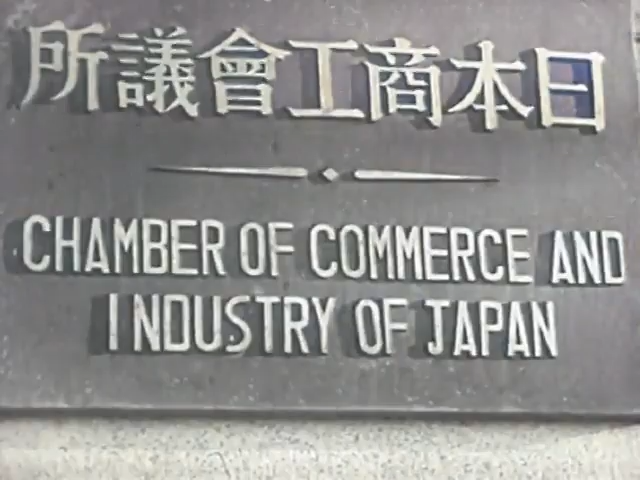 日本商工會議所
CHAMBER OF COMMERCE AND
INDUSTRY OF JAPAN